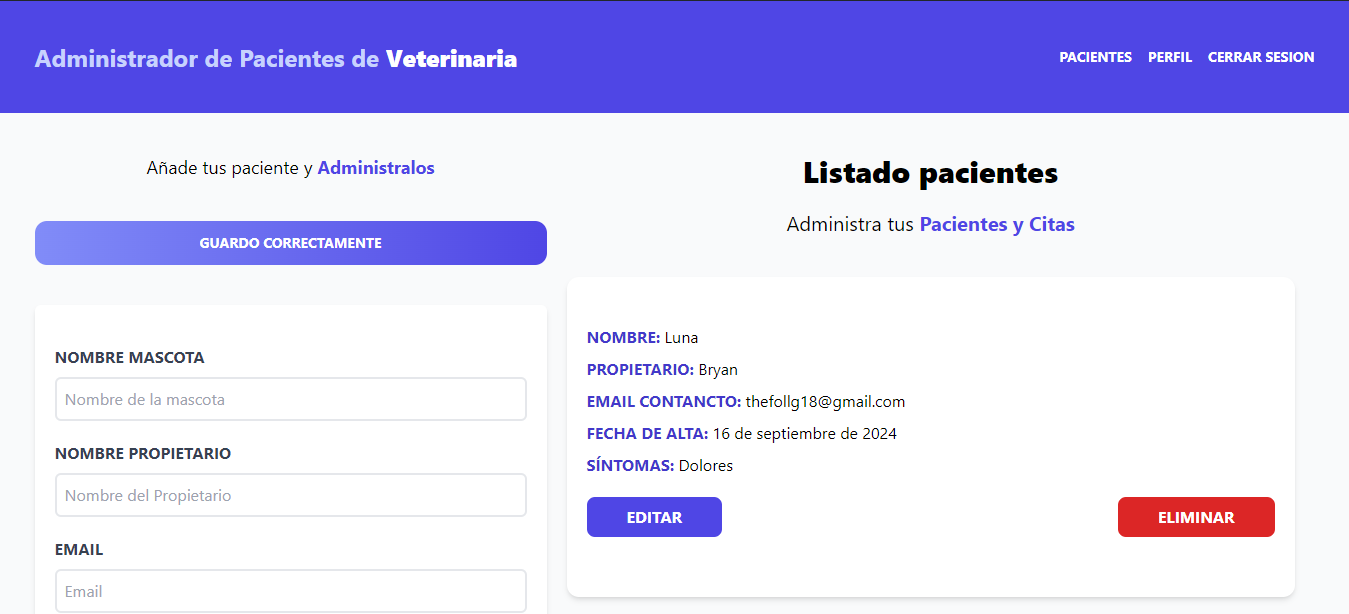 Administrador de Pacientes de Veterinaria
PACIENTES PERFIL CERRAR SESION
Añade tus paciente y Administralos
GUARDO CORRECTAMENTE
NOMBRE MASCOTA
Nombre de la mascota
NOMBRE PROPIETARIO
Nombre del Propietario
EMAIL
Email
Listado pacientes
Administra tus Pacientes y Citas
NOMBRE: Luna
PROPIETARIO: Bryan
EMAIL CONTANCTO: thefollg18@gmail.com
FECHA DE ALTA: 16 de septiembre de 2024
SÍNTOMAS: Dolores
EDITAR
ELIMINAR